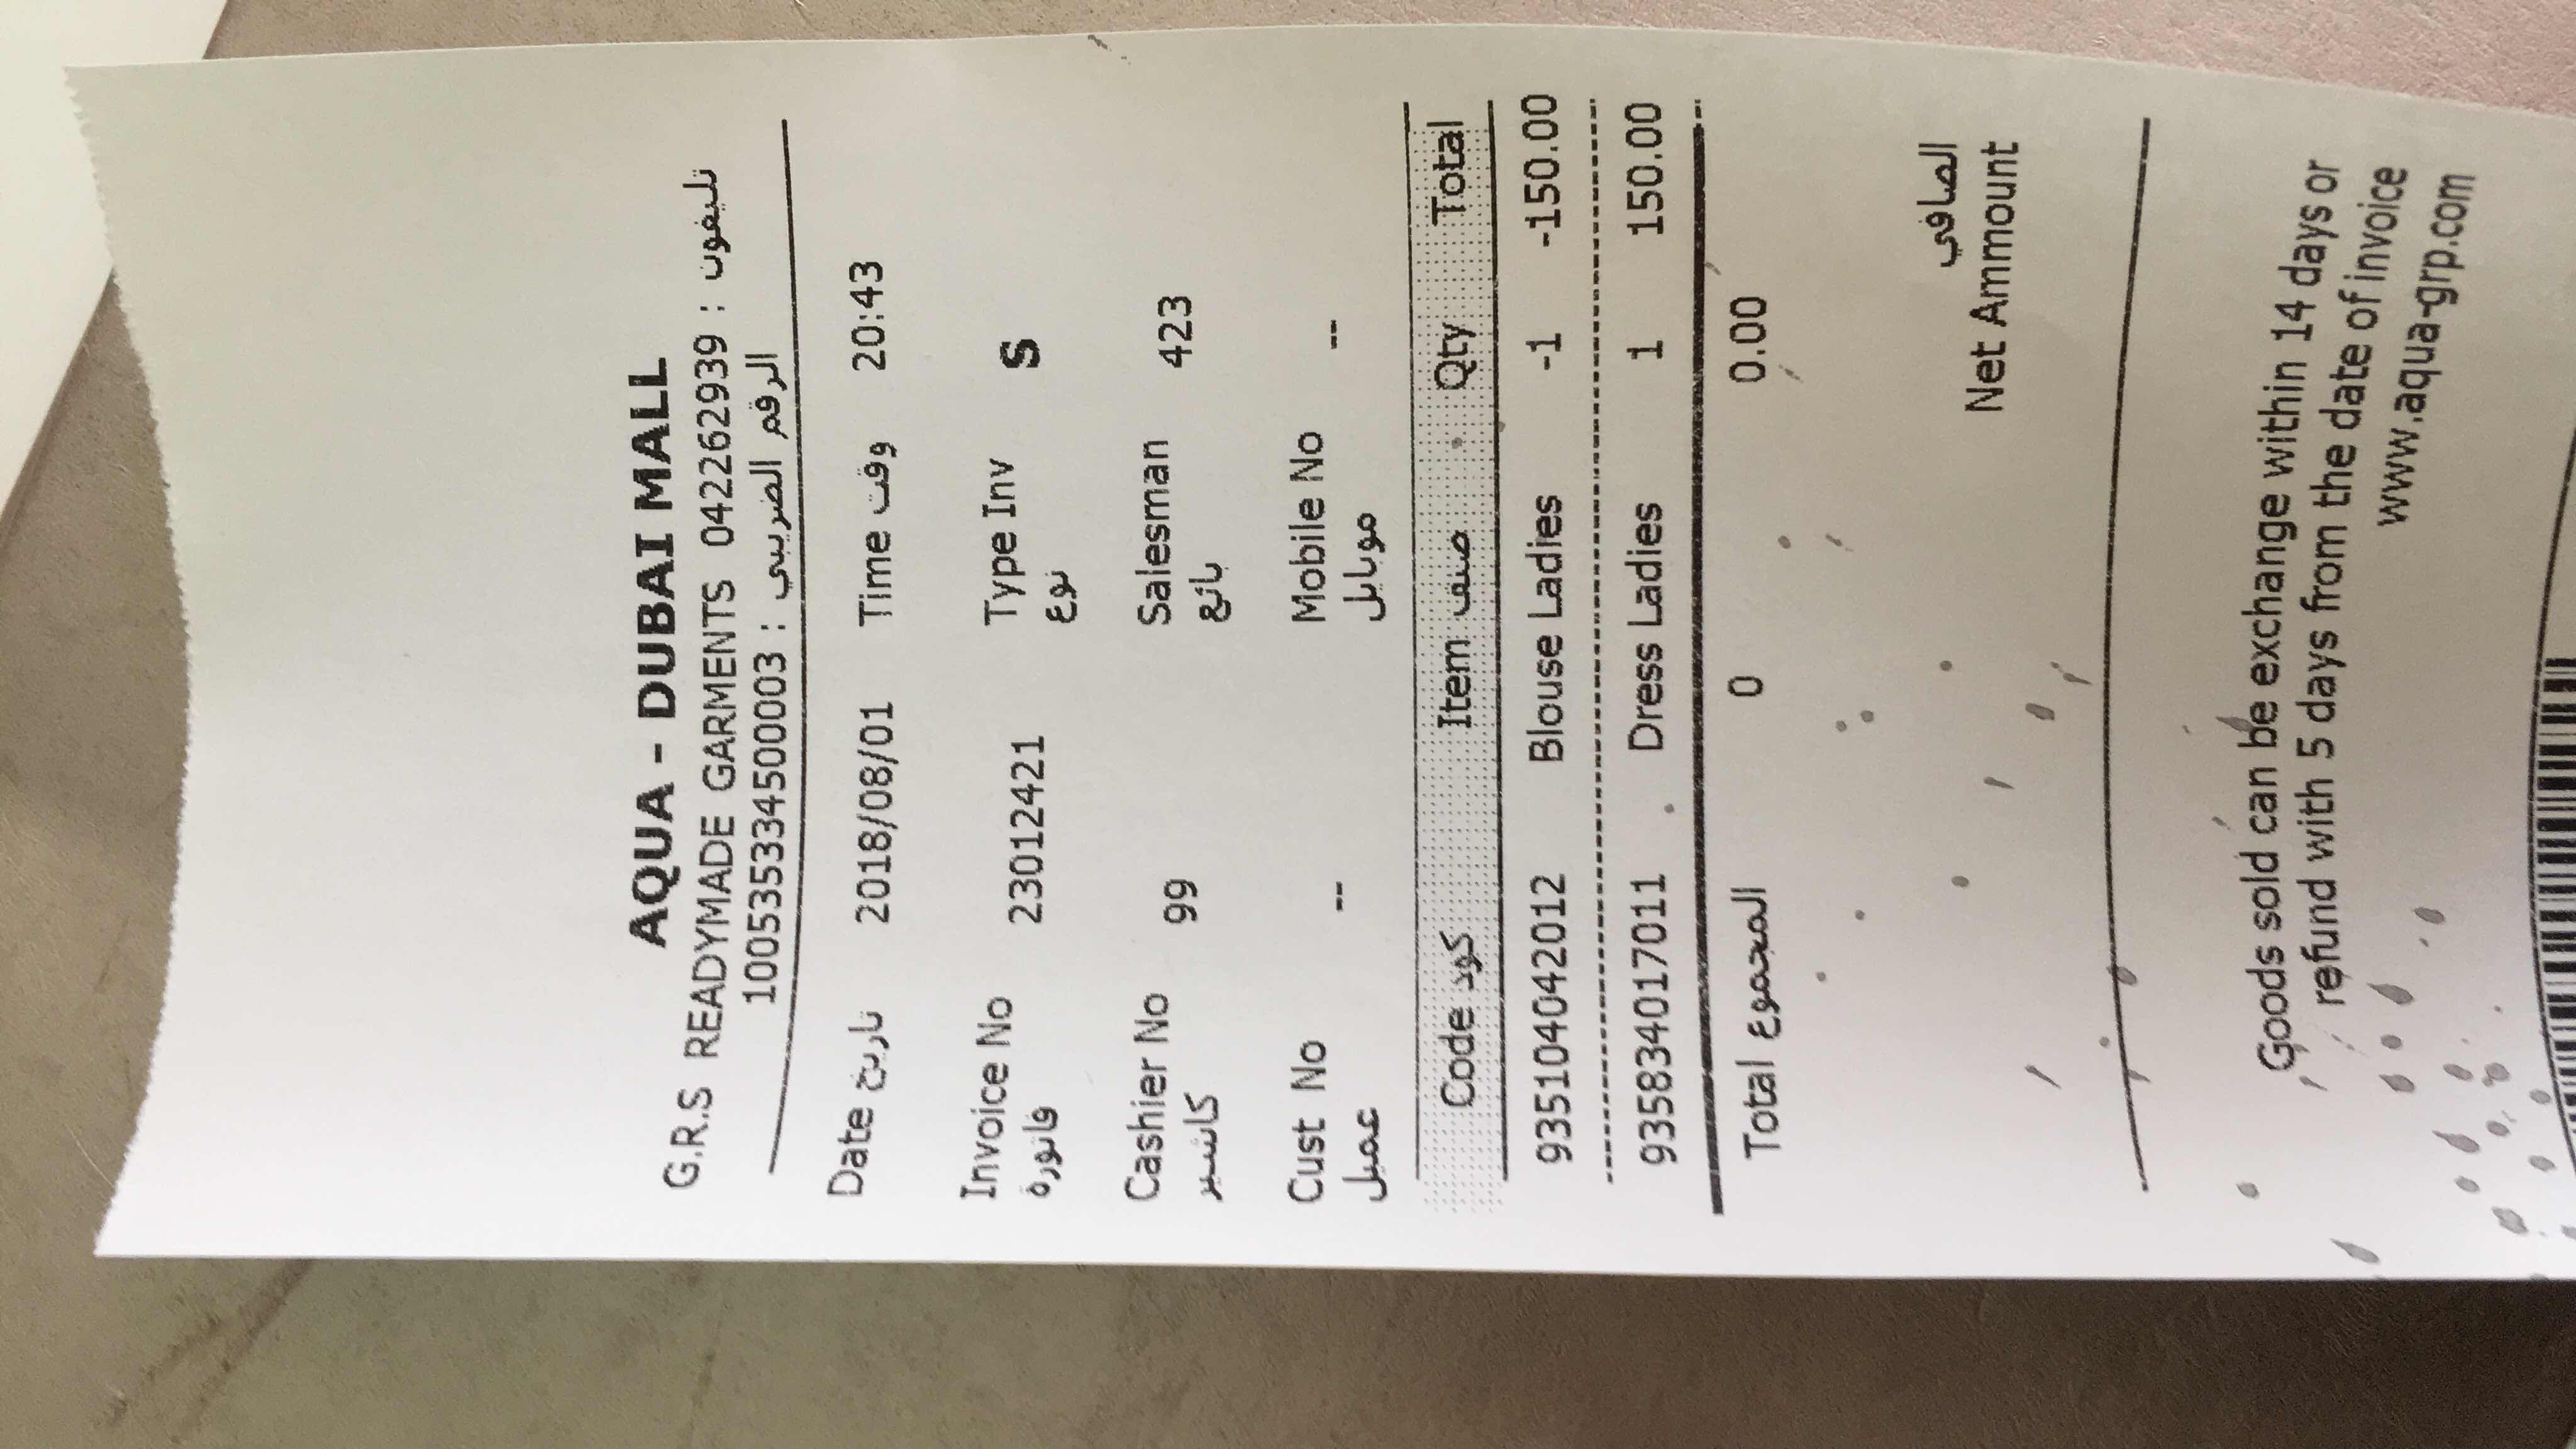 AQUA - DUBAI MALL
G.R.S READYMADE GARMENTS 042262939 : تليفون
100535334500003 : الرقم الضريبي
Date تاريخ 2018/08/01 Time وقت 20:43
Invoice No فاتورة 23012421 Type Inv نوع S
Cashier No كاشير 99 Salesman بائع 423
Cust No عميل -- Mobile No موبايل --
Code كود Item صنف Qty Total
935104042012 Blouse Ladies -1 -150.00
935834017011 Dress Ladies 1 150.00
Total المجموع 0 0.00
الصافي
Net Ammount
Goods sold can be exchange within 14 days or
refund with 5 days from the date of invoice
www.aqua-grp.com